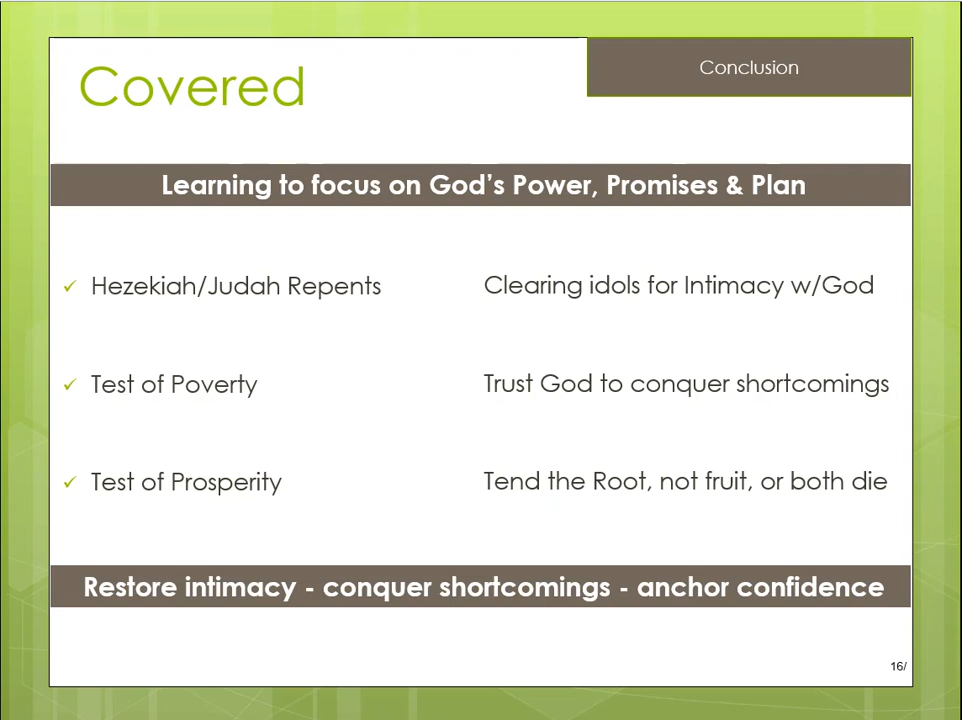 Covered
Conclusion
Learning to focus on God's Power, Promises & Plan
✓ Hezekiah/Judah Repents
Clearing idols for Intimacy w/God
✓ Test of Poverty
Trust God to conquer shortcomings
✓ Test of Prosperity
Tend the Root, not fruit, or both die
Restore intimacy - conquer shortcomings - anchor confidence
16/